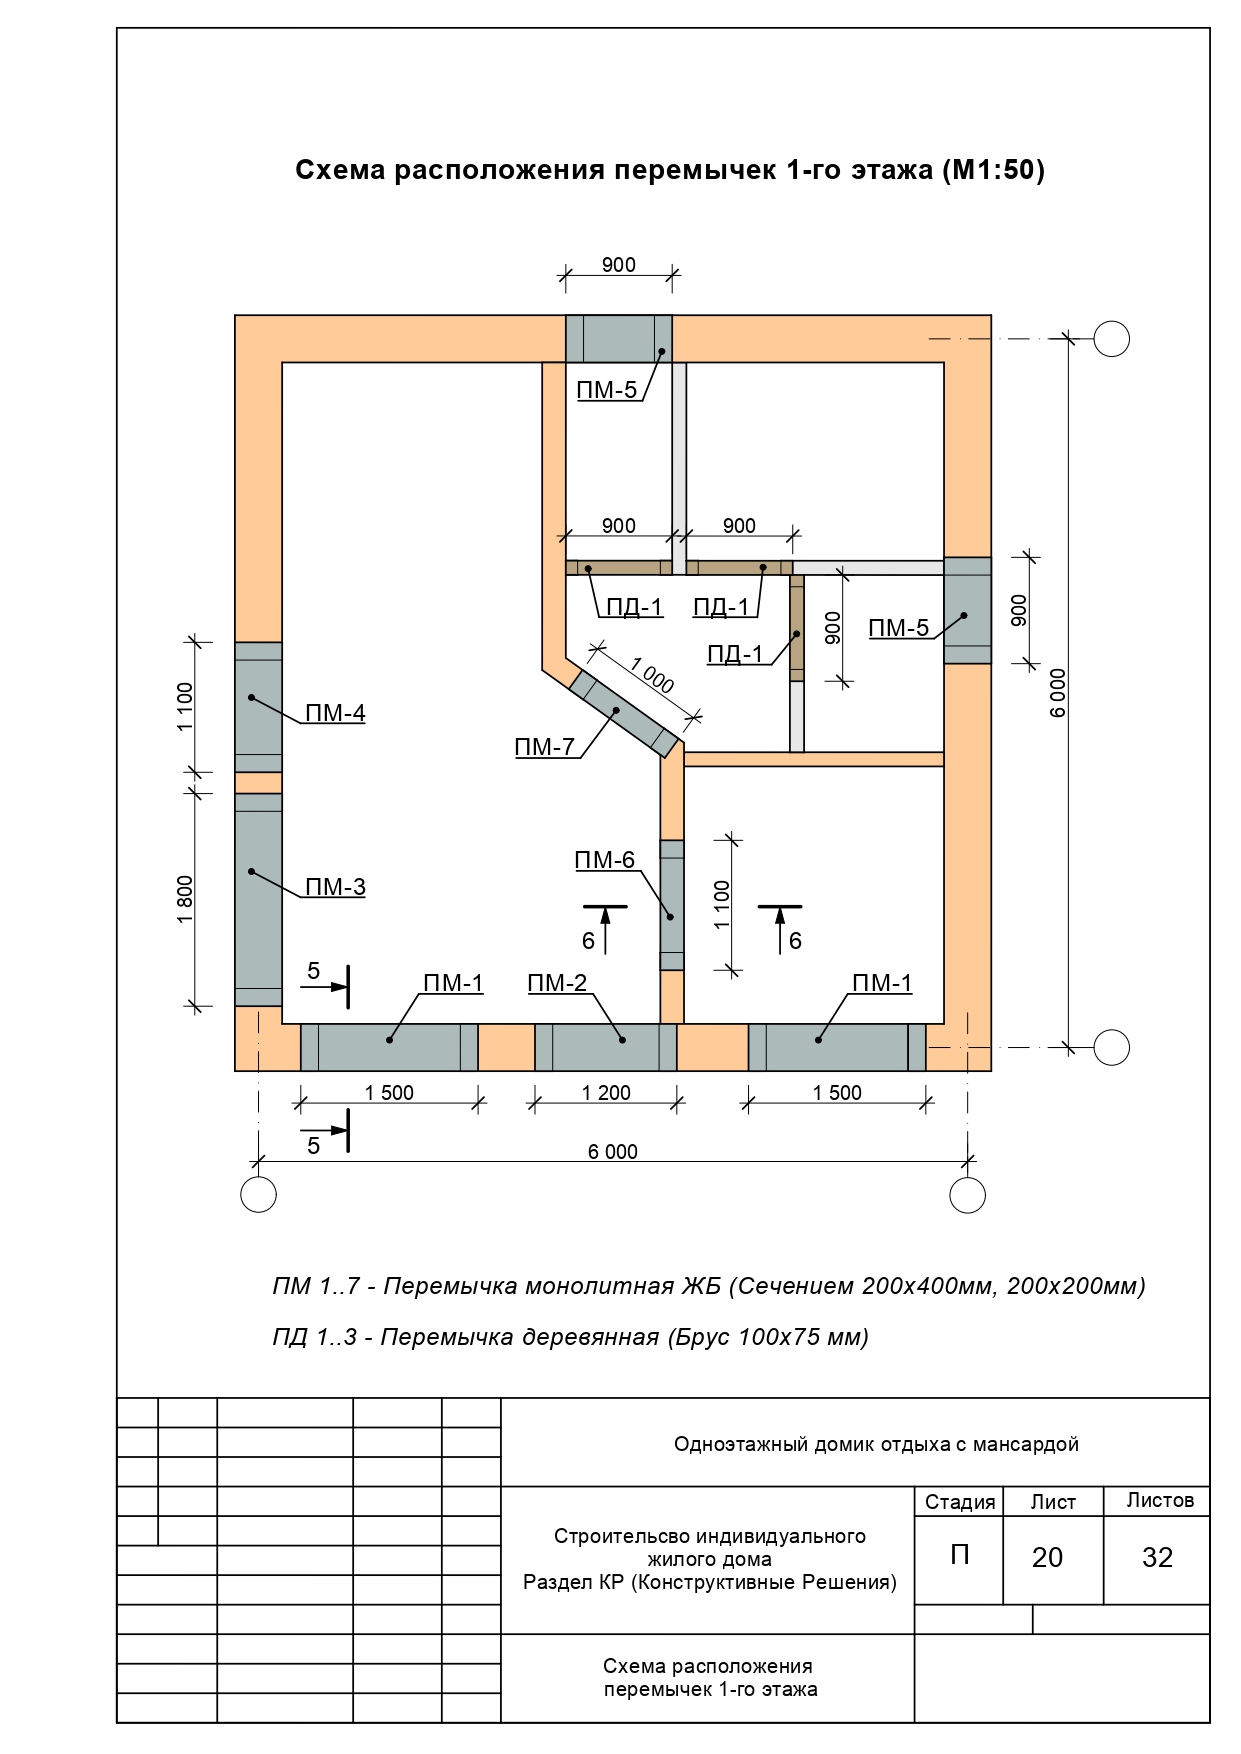 Схема расположения перемычек 1-го этажа (М1:50)
900
ПМ-5
900
900
ПД-1
ПД-1
ПД-1
900
ПМ-5
900
1 000
6 000
1 100
ПМ-4
ПМ-7
ПМ-6
1 100
1 800
ПМ-3
6
6
5
ПМ-1
ПМ-2
ПМ-1
1 500
1 200
1 500
5
6 000
ПМ 1..7 - Перемычка монолитная ЖБ (Сечением 200х400мм, 200х200мм)
ПД 1..3 - Перемычка деревянная (Брус 100х75 мм)
Одноэтажный домик отдыха с мансардой
Строительсво индивидуального
жилого дома
Раздел КР (Конструктивные Решения)
Стадия
Лист
Листов
П
20
32
Схема расположения
перемычек 1-го этажа